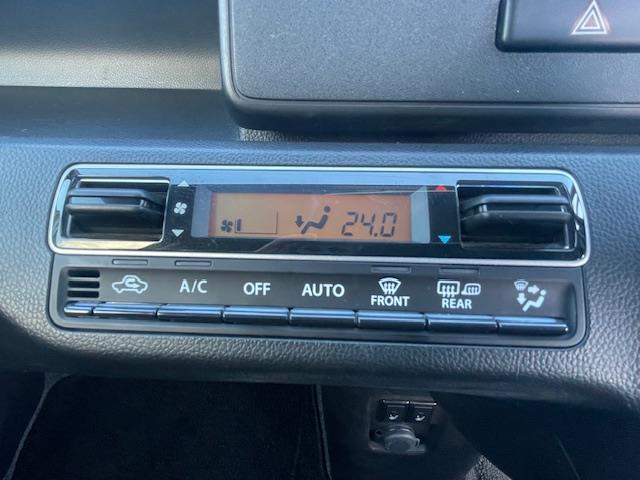 24.0
A/C OFF AUTO FRONT REAR